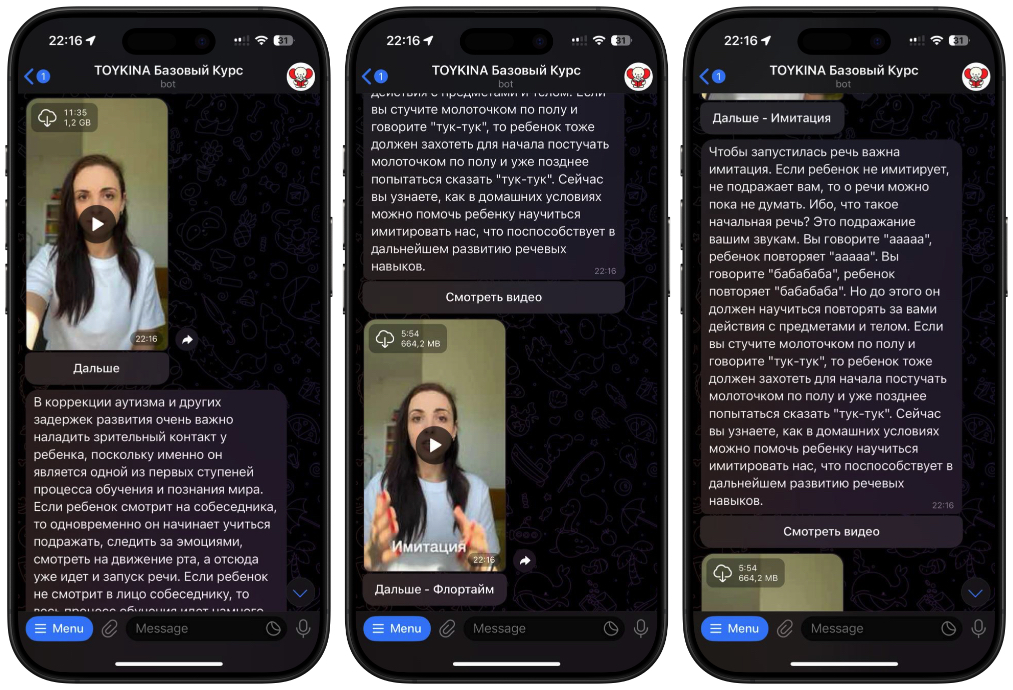 22:16
31
1
TOYKINA Базовый Курс
bot
11:35
1,2 GB
22:16
Дальше
В коррекции аутизма и других
задержек развития очень важно
наладить зрительный контакт у
ребенка, поскольку именно он
является одной из первых ступеней
процесса обучения и познания мира.
Если ребенок смотрит на собеседника,
то одновременно он начинает учиться
подражать, следить за эмоциями,
смотреть на движение рта, а отсюда
уже идет и запуск речи. Если ребенок
не смотрит в лицо собеседнику, то
весь процесс обучения идет намного
Menu
Message
22:16
31
1
TOYKINA Базовый Курс
bot
действия с предметами и телом. Если
вы стучите молоточком по полу и
говорите "тук-тук", то ребенок тоже
должен захотеть для начала постучать
молоточком по полу и уже позднее
попытаться сказать "тук-тук". Сейчас
вы узнаете, как в домашних условиях
можно помочь ребенку научиться
имитировать нас, что поспособствует в
дальнейшем развитию речевых
навыков.
22:16
Смотреть видео
5:54
664,2 MB
Имитация
22:16
Дальше - Флортайм
Menu
Message
22:16
31
1
TOYKINA Базовый Курс
bot
Дальше - Имитация
Чтобы запустилась речь важна
имитация. Если ребенок не имитирует,
не подражает вам, то о речи можно
пока не думать. Ибо, что такое
начальная речь? Это подражание
вашим звукам. Вы говорите "ааааа",
ребенок повторяет "ааааа". Вы
говорите "бабабаба", ребенок
повторяет "бабабаба". Но до этого он
должен научиться повторять за вами
действия с предметами и телом. Если
вы стучите молоточком по полу и
говорите "тук-тук", то ребенок тоже
должен захотеть для начала постучать
молоточком по полу и уже позднее
попытаться сказать "тук-тук". Сейчас
вы узнаете, как в домашних условиях
можно помочь ребенку научиться
имитировать нас, что поспособствует в
дальнейшем развитию речевых
навыков.
22:16
Смотреть видео
5:54
664,2 MB
Menu
Message